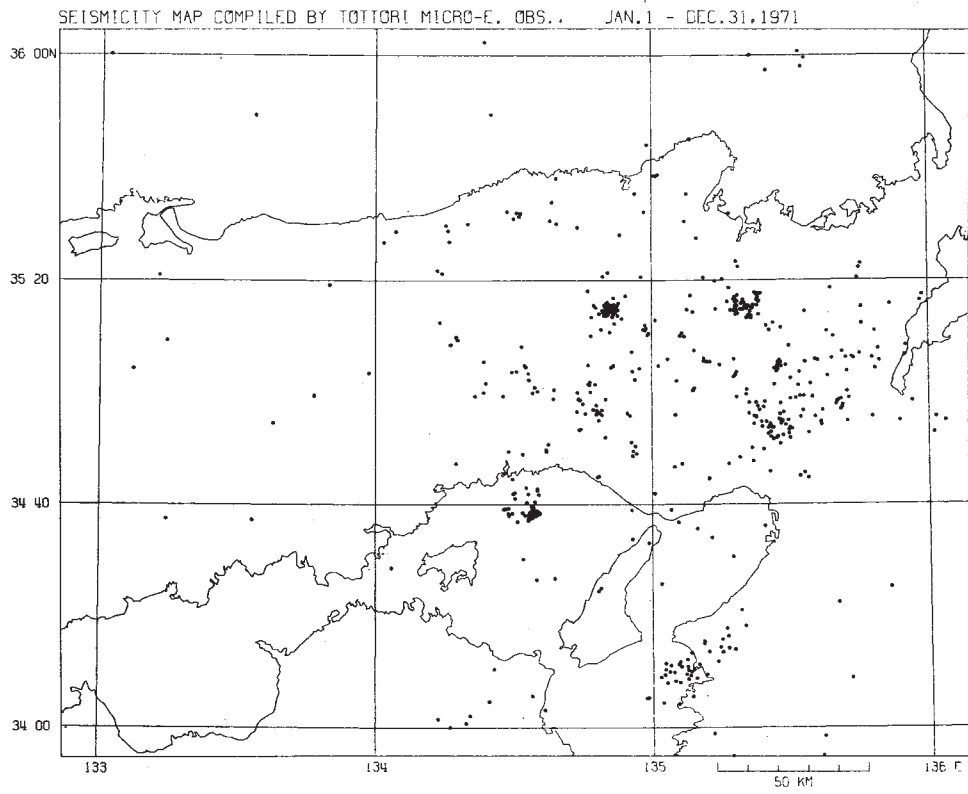 SEISMICITY MAP COMPILED BY TOTTORI MICRO-E. OBS., JAN.1 - DEC.31,1971
36 00N
35 20
34 40
34 00
133 134 135 136 E
50 KM